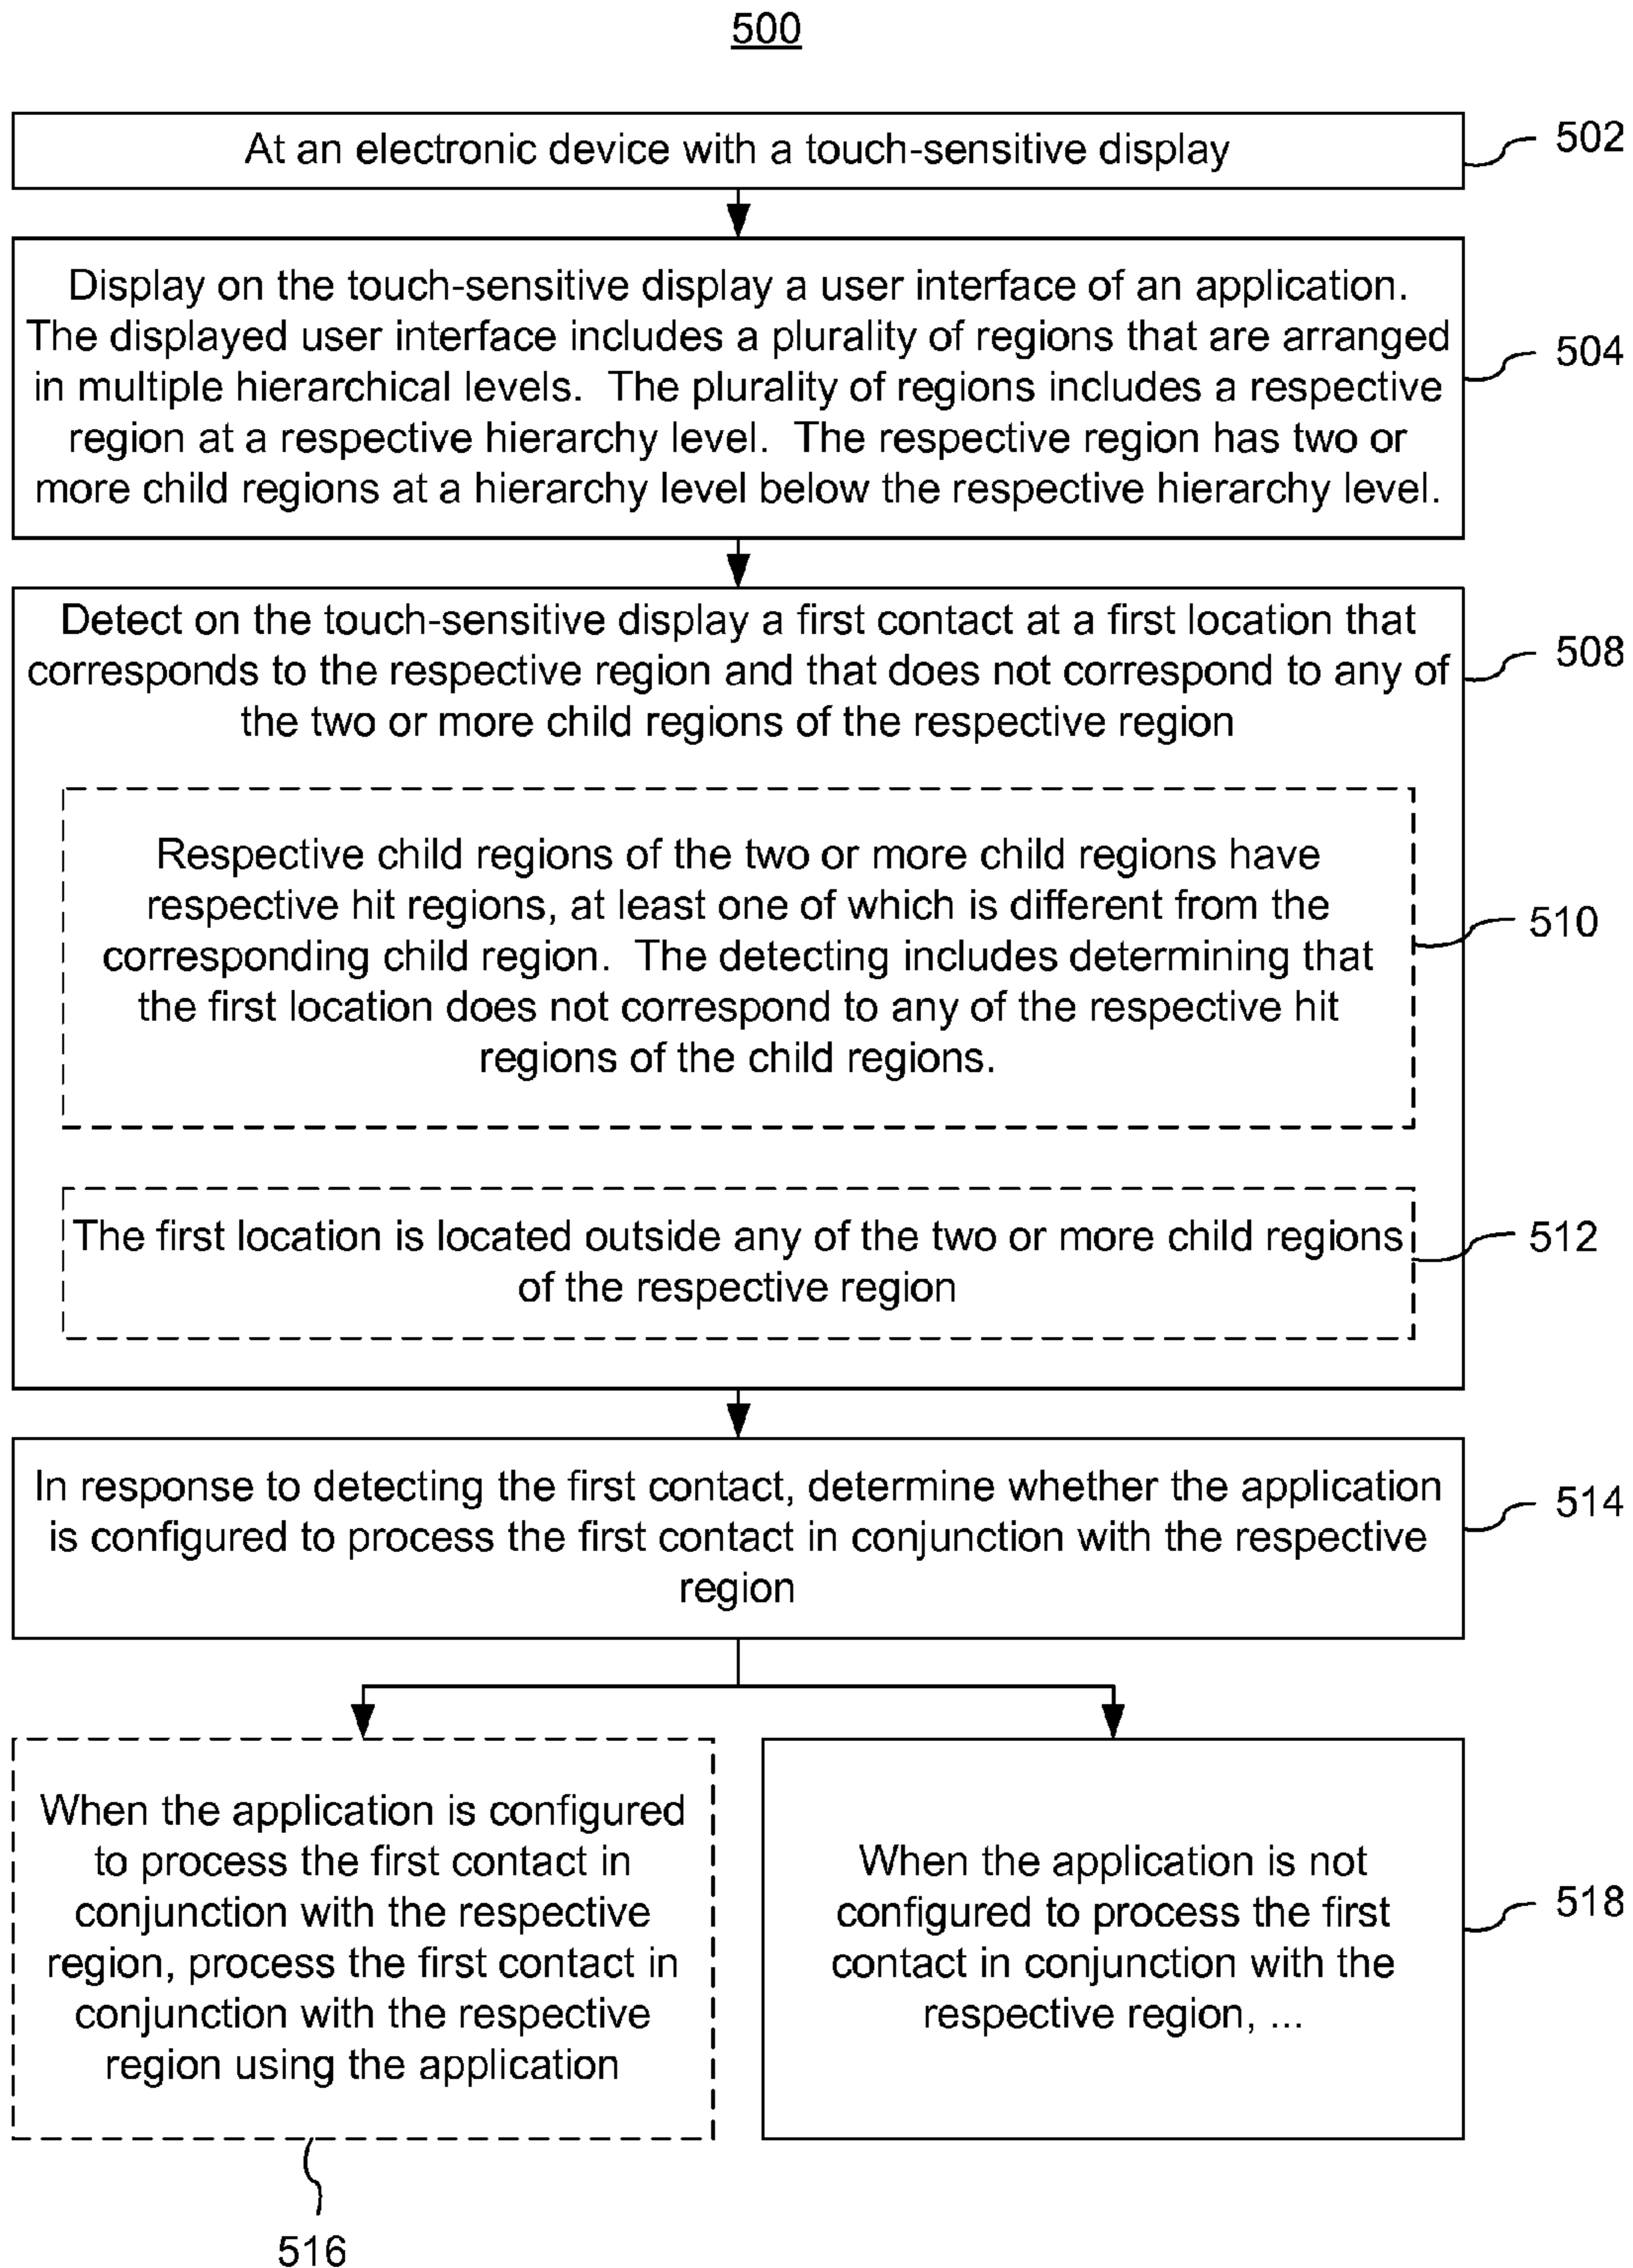 500
At an electronic device with a touch-sensitive display
502
Display on the touch-sensitive display a user interface of an application.
The displayed user interface includes a plurality of regions that are arranged
in multiple hierarchical levels.  The plurality of regions includes a respective
region at a respective hierarchy level.  The respective region has two or
more child regions at a hierarchy level below the respective hierarchy level.
504
Detect on the touch-sensitive display a first contact at a first location that
corresponds to the respective region and that does not correspond to any of
the two or more child regions of the respective region
508
Respective child regions of the two or more child regions have
respective hit regions, at least one of which is different from the
corresponding child region.  The detecting includes determining that
the first location does not correspond to any of the respective hit
regions of the child regions.
510
The first location is located outside any of the two or more child regions
of the respective region
512
In response to detecting the first contact, determine whether the application
is configured to process the first contact in conjunction with the respective
region
514
When the application is configured
to process the first contact in
conjunction with the respective
region, process the first contact in
conjunction with the respective
region using the application
516
When the application is not
configured to process the first
contact in conjunction with the
respective region, ...
518